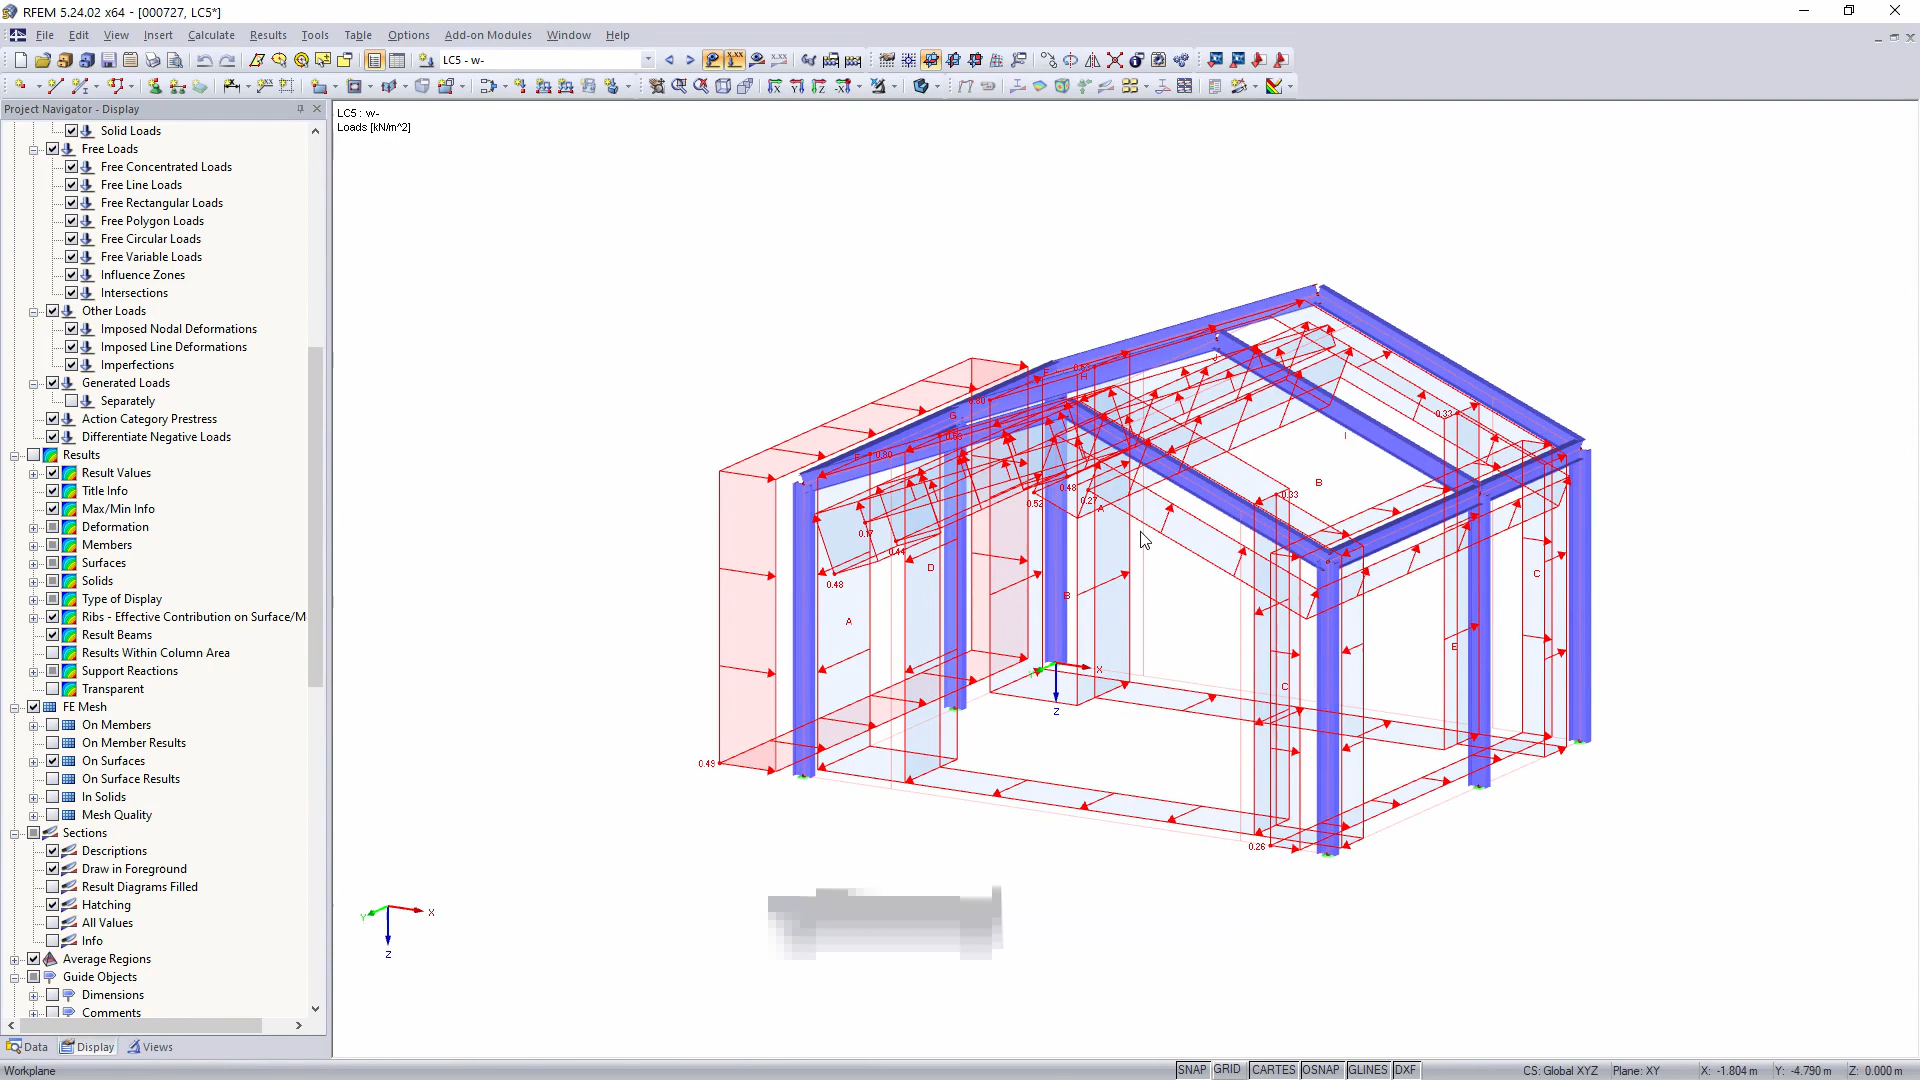 RFEM 5.24.02 x64 - [000727, LC5*]
File Edit View Insert Calculate Results Tools Table Options Add-on Modules Window Help
LC5 - w-
Project Navigator - Display
Solid Loads
Free Loads
Free Concentrated Loads
Free Line Loads
Free Rectangular Loads
Free Polygon Loads
Free Circular Loads
Free Variable Loads
Influence Zones
Intersections
Other Loads
Imposed Nodal Deformations
Imposed Line Deformations
Imperfections
Generated Loads
Separately
Action Category Prestress
Differentiate Negative Loads
Results
Result Values
Title Info
Max/Min Info
Deformation
Members
Surfaces
Solids
Type of Display
Ribs - Effective Contribution on Surface/M
Result Beams
Results Within Column Area
Support Reactions
Transparent
FE Mesh
On Members
On Member Results
On Surfaces
On Surface Results
In Solids
Mesh Quality
Sections
Descriptions
Draw in Foreground
Result Diagrams Filled
Hatching
All Values
Info
Average Regions
Guide Objects
Dimensions
Comments
Data Display Views
LC5 : w-
Loads [kN/m^2]
J
F
H
G
0.33
I
F 0.80
B
0.48
0.33
0.52
0.27
A
0.17
0.44
D
C
0.48
B
A
E
X
Y
C
Z
0.49
0.26
Y X
Z
Workplane
SNAP GRID CARTES OSNAP GLINES DXF CS: Global XYZ Plane: XY X: -1.804 m Y: -4.790 m Z: 0.000 m